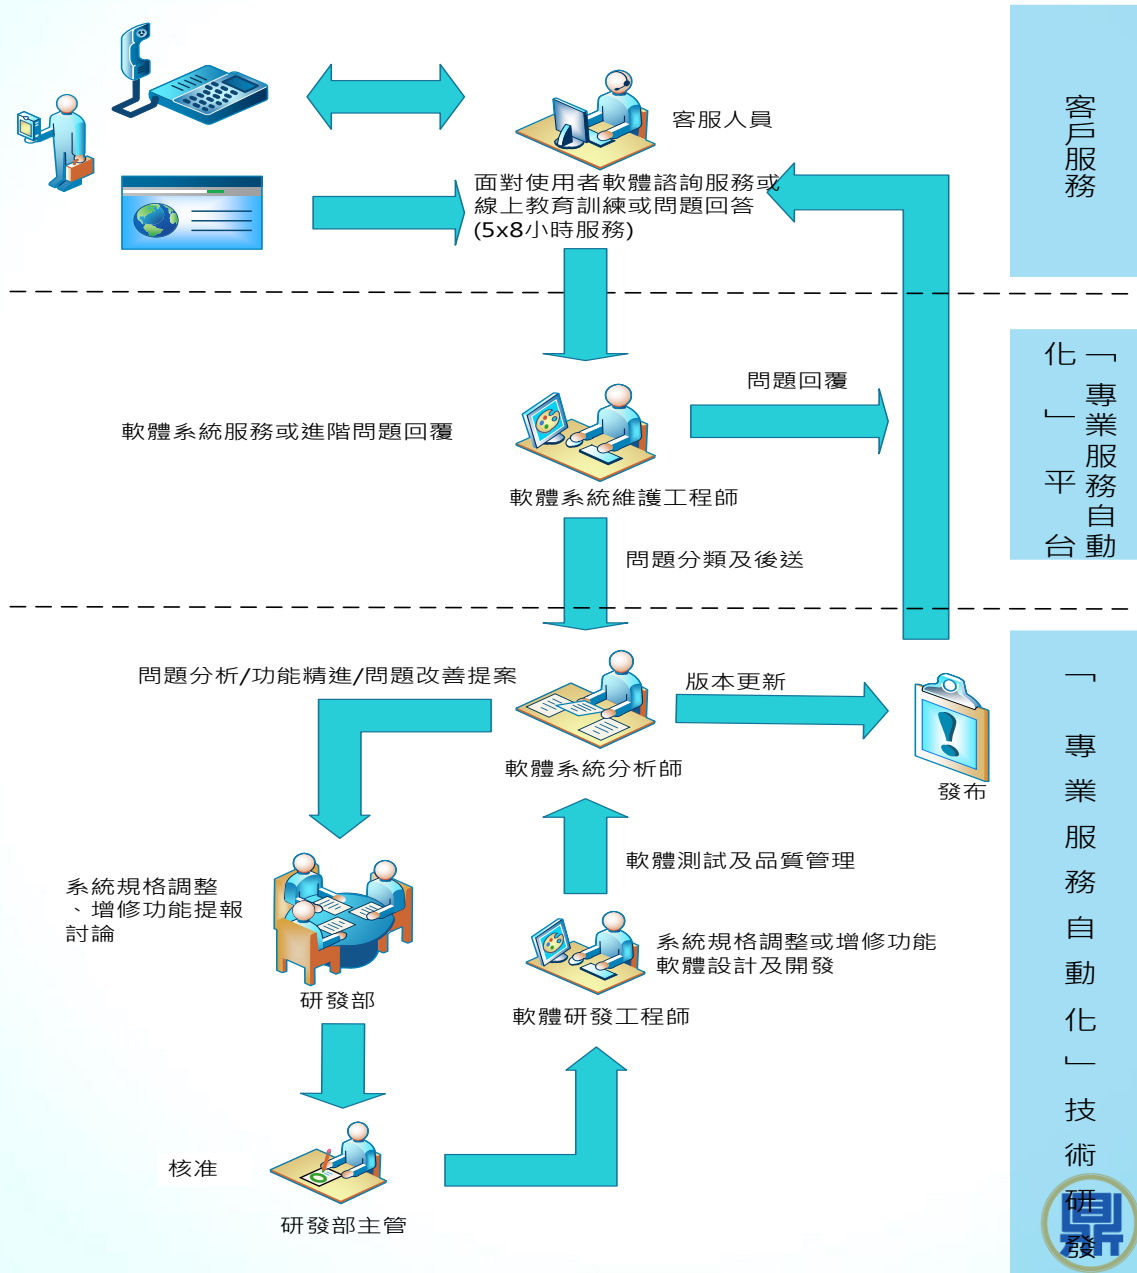 客服人員
面對使用者軟體諮詢服務或
線上教育訓練或問題回答
(5x8小時服務)
客戶服務
問題回覆
軟體系統服務或進階問題回覆
軟體系統維護工程師
問題分類及後送
「專業服務自動
化」平台
問題分析/功能精進/問題改善提案
版本更新
軟體系統分析師
發布
軟體測試及品質管理
系統規格調整
、增修功能提報
討論
系統規格調整或增修功能
軟體設計及開發
研發部
軟體研發工程師
核准
研發部主管
「專業服務自動化」技術研發